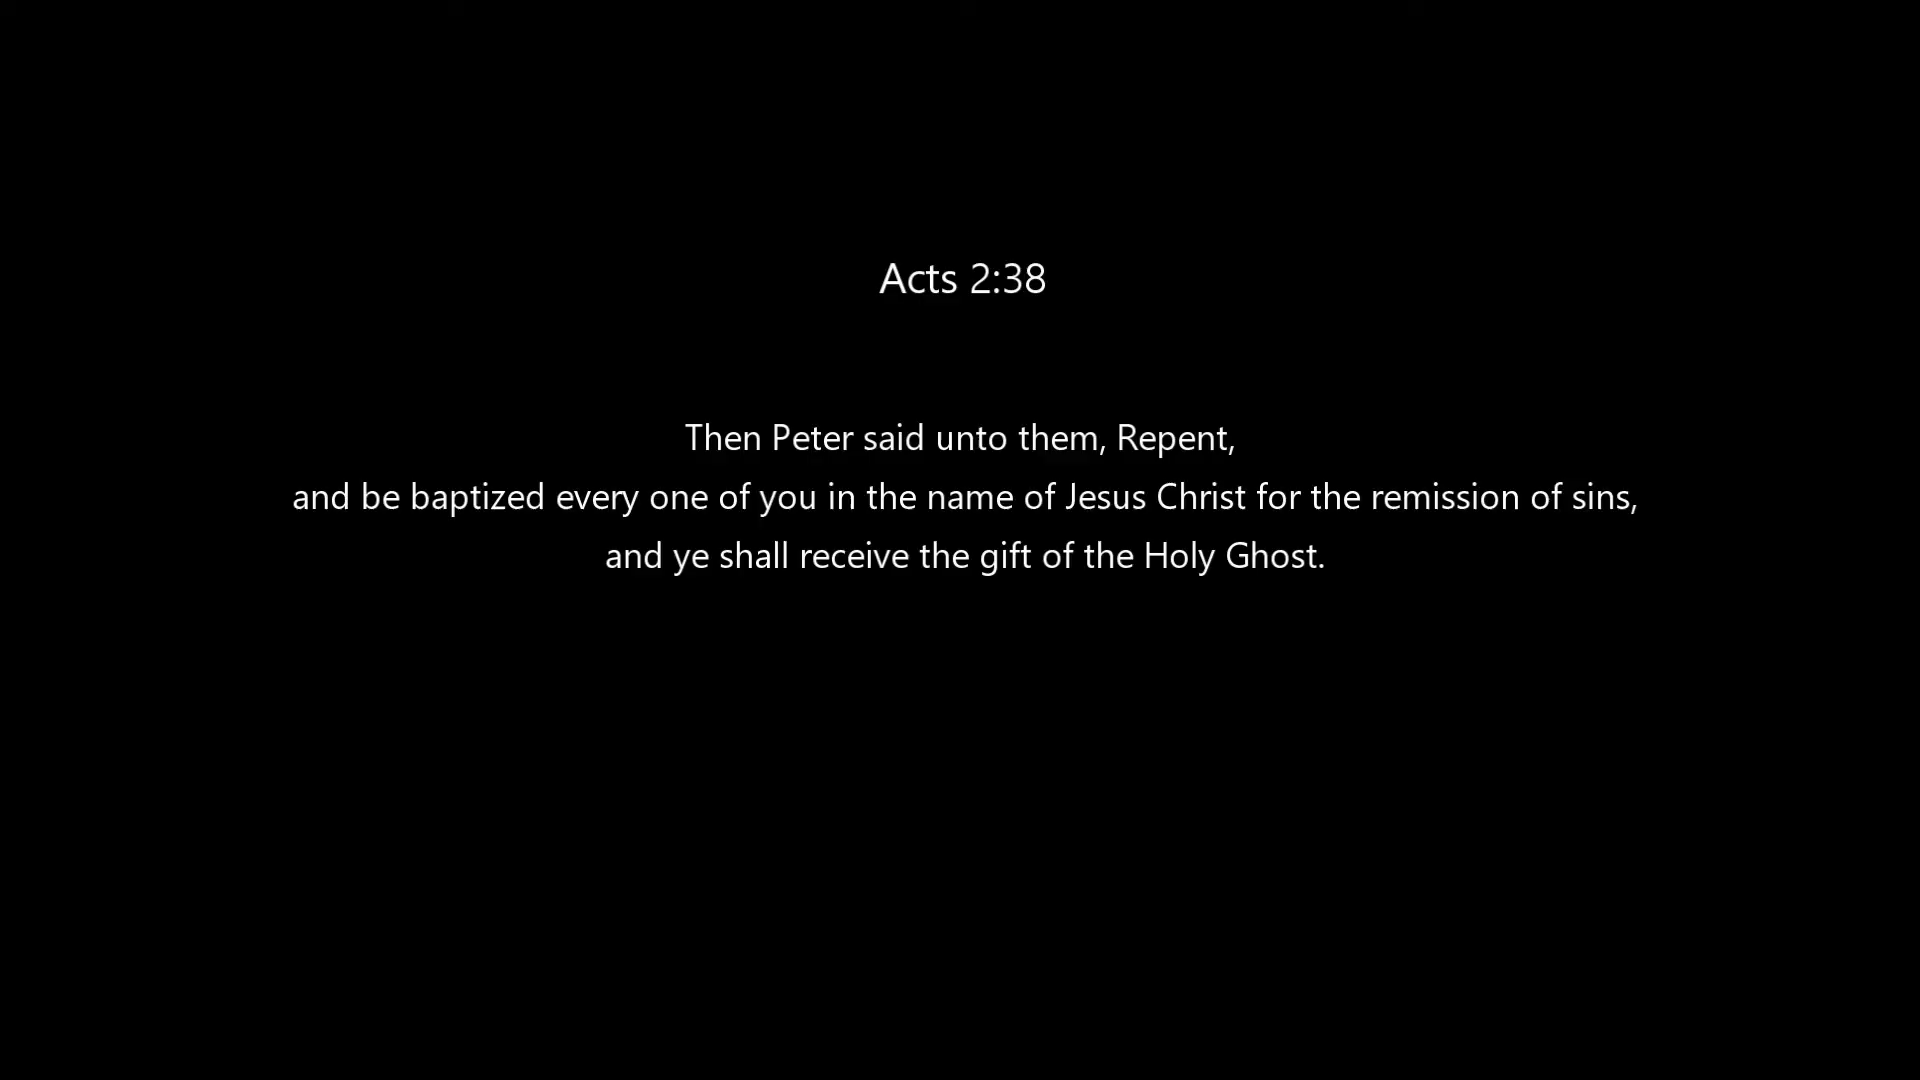 Acts 2:38
Then Peter said unto them, Repent,
and be baptized every one of you in the name of Jesus Christ for the remission of sins,
and ye shall receive the gift of the Holy Ghost.